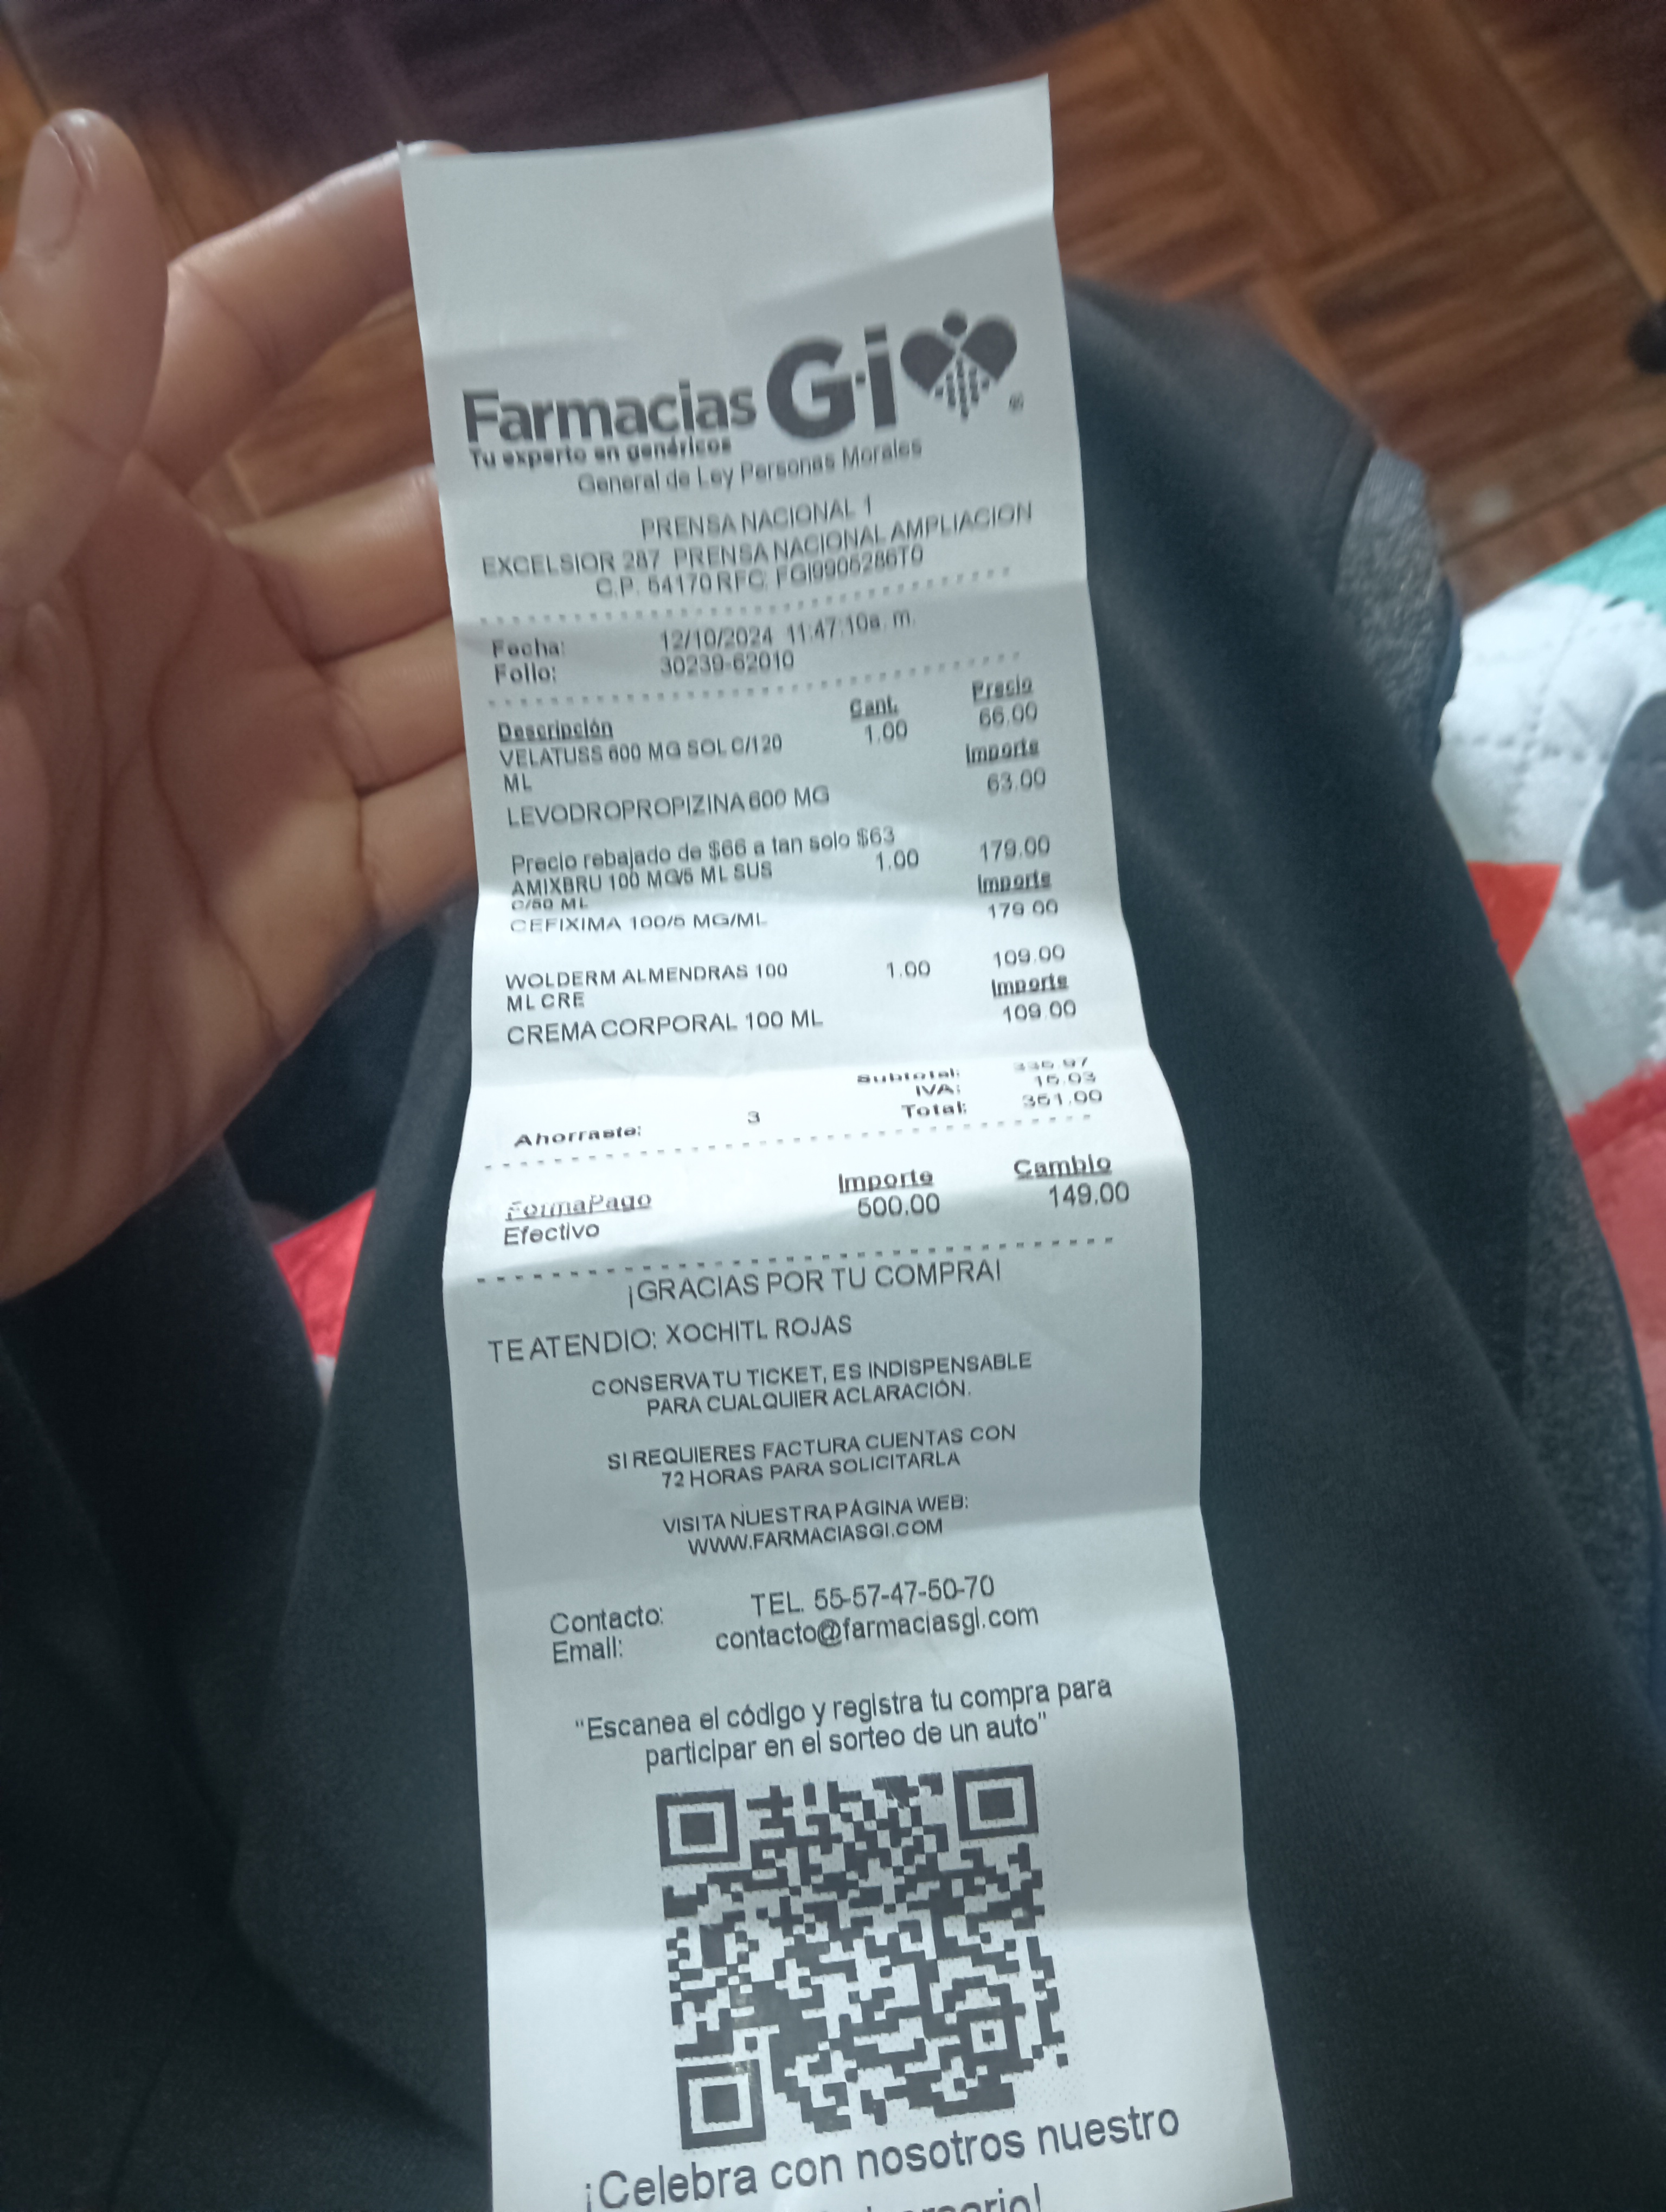 Farmacias Gi
Tu experto en genéricos
General de Ley Personas Morales
PRENSA NACIONAL 1
EXCELSIOR 287 PRENSA NACIONAL AMPLIACION
C.P. 54170 RFC. FGI9905286T0
Fecha: 12/10/2024 11:47:10a. m.
Folio: 30239-62010
Descripción Cant. Precio
VELATUSS 600 MG SOL C/120 1.00 66.00
ML Importe
LEVODROPROPIZINA 600 MG 63.00
Precio rebajado de $66 a tan solo $63
AMIXBRU 100 MG/5 ML SUS 1.00 179.00
C/50 ML Importe
CEFIXIMA 100/5 MG/ML 179.00
WOLDERM ALMENDRAS 100 1.00 109.00
ML CRE Importe
CREMA CORPORAL 100 ML 109.00
Subtotal: 335.97
IVA: 15.03
Ahorraste: 3 Total: 351.00
FormaPago Importe Cambio
Efectivo 500.00 149.00
¡GRACIAS POR TU COMPRA!
TE ATENDIO: XOCHITL ROJAS
CONSERVA TU TICKET, ES INDISPENSABLE
PARA CUALQUIER ACLARACIÓN.
SI REQUIERES FACTURA CUENTAS CON
72 HORAS PARA SOLICITARLA
VISITA NUESTRA PÁGINA WEB:
WWW.FARMACIASGI.COM
Contacto: TEL. 55-57-47-50-70
Email: contacto@farmaciasgi.com
"Escanea el código y registra tu compra para
participar en el sorteo de un auto"
¡Celebra con nosotros nuestro